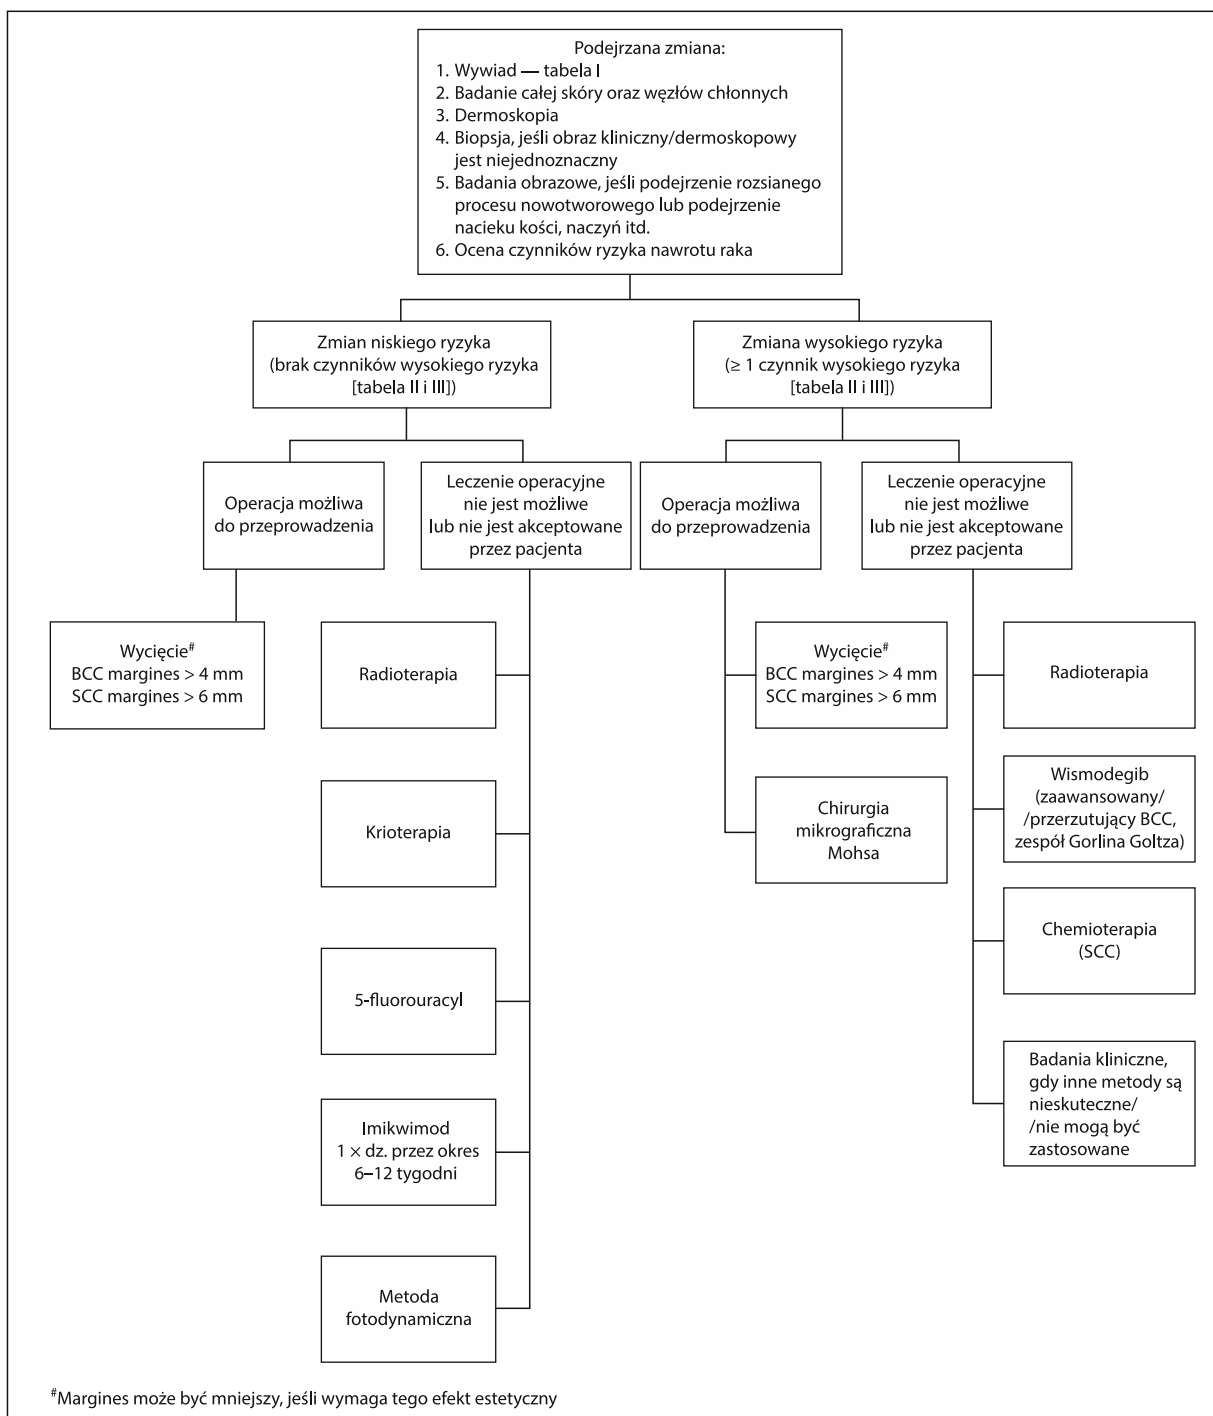 Podejrzana zmiana:
1. Wywiad — tabela I
2. Badanie całej skóry oraz węzłów chłonnych
3. Dermoskopia
4. Biopsja, jeśli obraz kliniczny/dermoskopowy
jest niejednoznaczny
5. Badania obrazowe, jeśli podejrzenie rozsianego
procesu nowotworowego lub podejrzenie
nacieku kości, naczyń itd.
6. Ocena czynników ryzyka nawrotu raka
Zmian niskiego ryzyka
(brak czynników wysokiego ryzyka
[tabela II i III])
Zmiana wysokiego ryzyka
(≥ 1 czynnik wysokiego ryzyka
[tabela II i III])
Operacja możliwa
do przeprowadzenia
Leczenie operacyjne
nie jest możliwe
lub nie jest akceptowane
przez pacjenta
Operacja możliwa
do przeprowadzenia
Leczenie operacyjne
nie jest możliwe
lub nie jest akceptowane
przez pacjenta
Wycięcie#
BCC margines > 4 mm
SCC margines > 6 mm
Radioterapia
Krioterapia
5-fluorouracyl
Imikwimod
1 × dz. przez okres
6–12 tygodni
Metoda
fotodynamiczna
Wycięcie#
BCC margines > 4 mm
SCC margines > 6 mm
Chirurgia
mikrograficzna
Mohsa
Radioterapia
Wismodegib
(zaawansowany/
/przerzutujący BCC,
zespół Gorlina Goltza)
Chemioterapia
(SCC)
Badania kliniczne,
gdy inne metody są
nieskuteczne/
/nie mogą być
zastosowane
#Margines może być mniejszy, jeśli wymaga tego efekt estetyczny